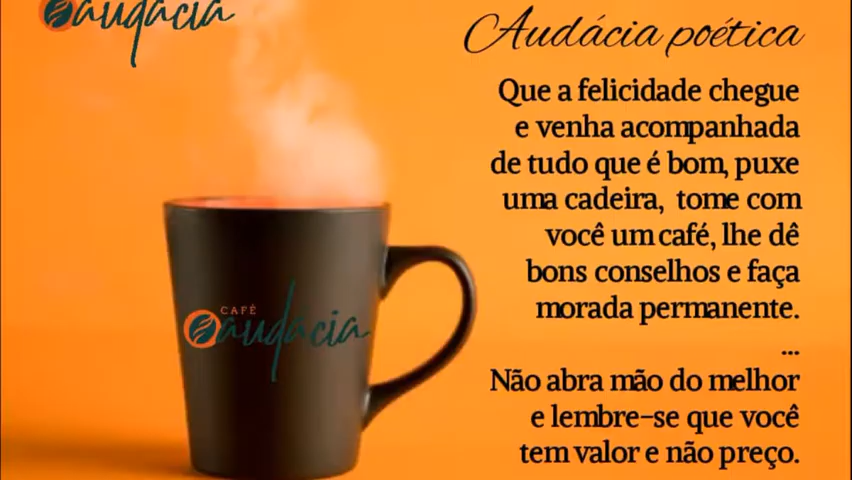 audácia
Audácia poética
Que a felicidade chegue
e venha acompanhada
de tudo que é bom, puxe
uma cadeira, tome com
você um café, lhe dê
bons conselhos e faça
morada permanente.
...
Não abra mão do melhor
e lembre-se que você
tem valor e não preço.
CAFÉ
audácia